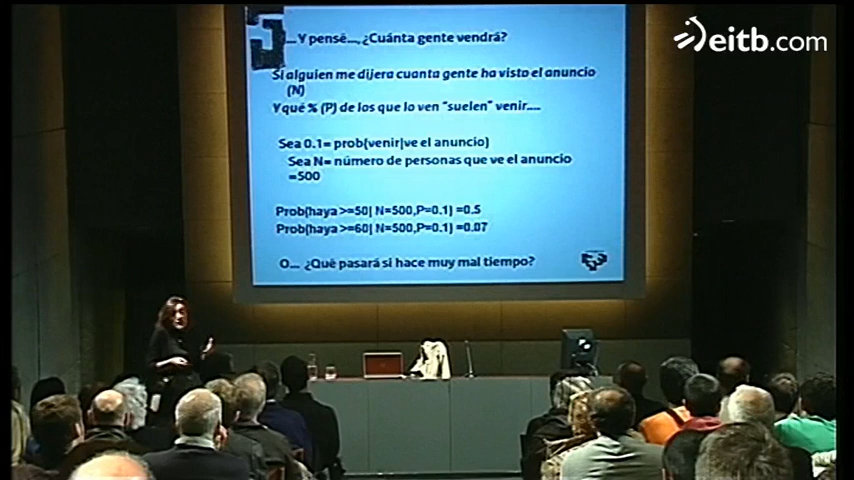 eitb.com
....Y pensé..., ¿Cuánta gente vendrá?
Si alguien me dijera cuanta gente ha visto el anuncio
(N)
Y qué % (P) de los que lo ven "suelen" venir....
Sea 0.1= prob(venir|ve el anuncio)
Sea N= número de personas que ve el anuncio
=500
Prob(haya >=50| N=500,P=0.1) =0.5
Prob(haya >=60| N=500,P=0.1) =0.07
O... ¿Qué pasará si hace muy mal tiempo?